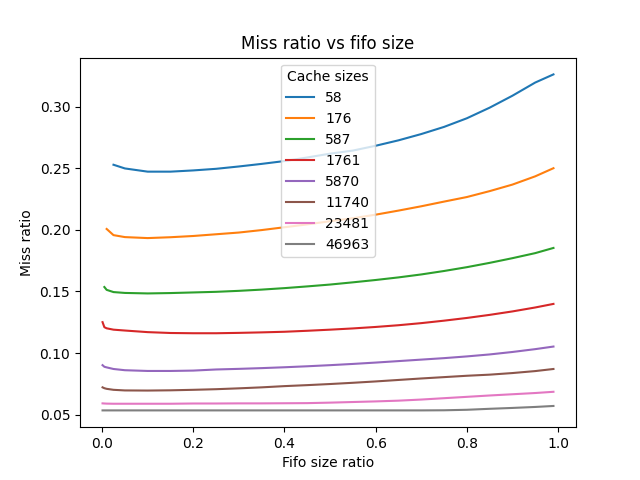 Miss ratio vs fifo size
Cache sizes
58
176
587
1761
5870
11740
23481
46963
Miss ratio
0.30
0.25
0.20
0.15
0.10
0.05
0.0 0.2 0.4 0.6 0.8 1.0
Fifo size ratio